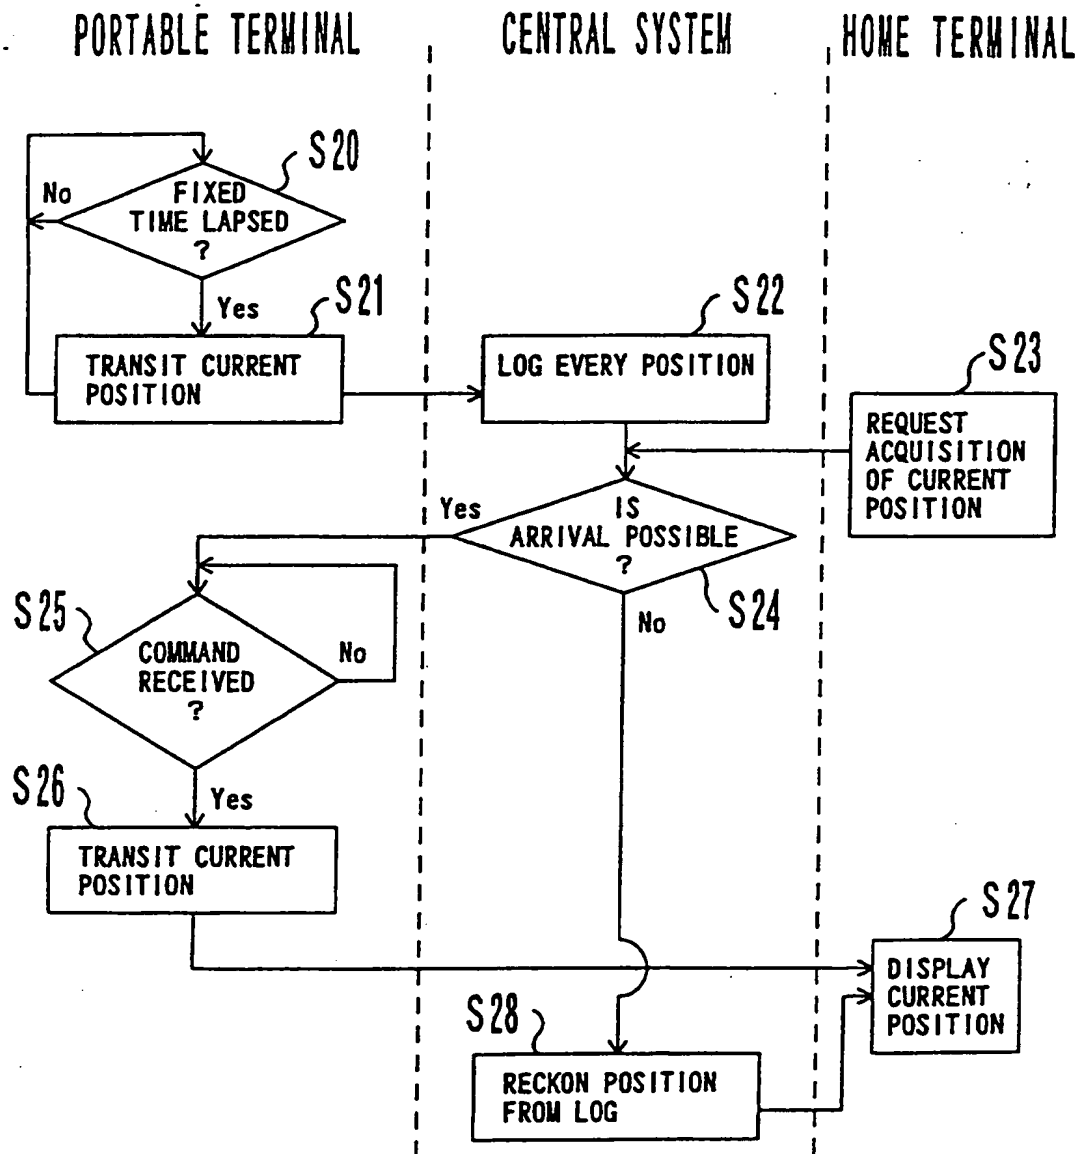 PORTABLE TERMINAL
CENTRAL SYSTEM
HOME TERMINAL
S20
No
FIXED
TIME LAPSED
?
Yes
S21
TRANSIT CURRENT
POSITION
S22
LOG EVERY POSITION
S23
REQUEST
ACQUISITION
OF CURRENT
POSITION
Yes
IS
ARRIVAL POSSIBLE
?
S24
No
S25
COMMAND
RECEIVED
?
No
Yes
S26
TRANSIT CURRENT
POSITION
S27
DISPLAY
CURRENT
POSITION
S28
RECKON POSITION
FROM LOG